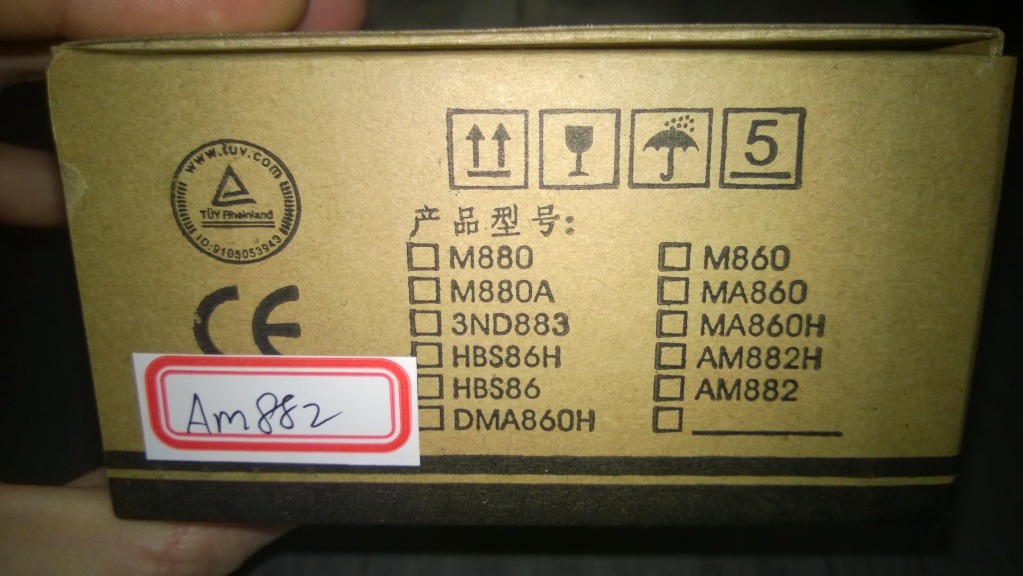 www.tuv.com
TÜV Rheinland
ID:9105053943
CE
5
产品型号:
M880
M880A
3ND883
HBS86H
HBS86
DMA860H
M860
MA860
MA860H
AM882H
AM882
Am882